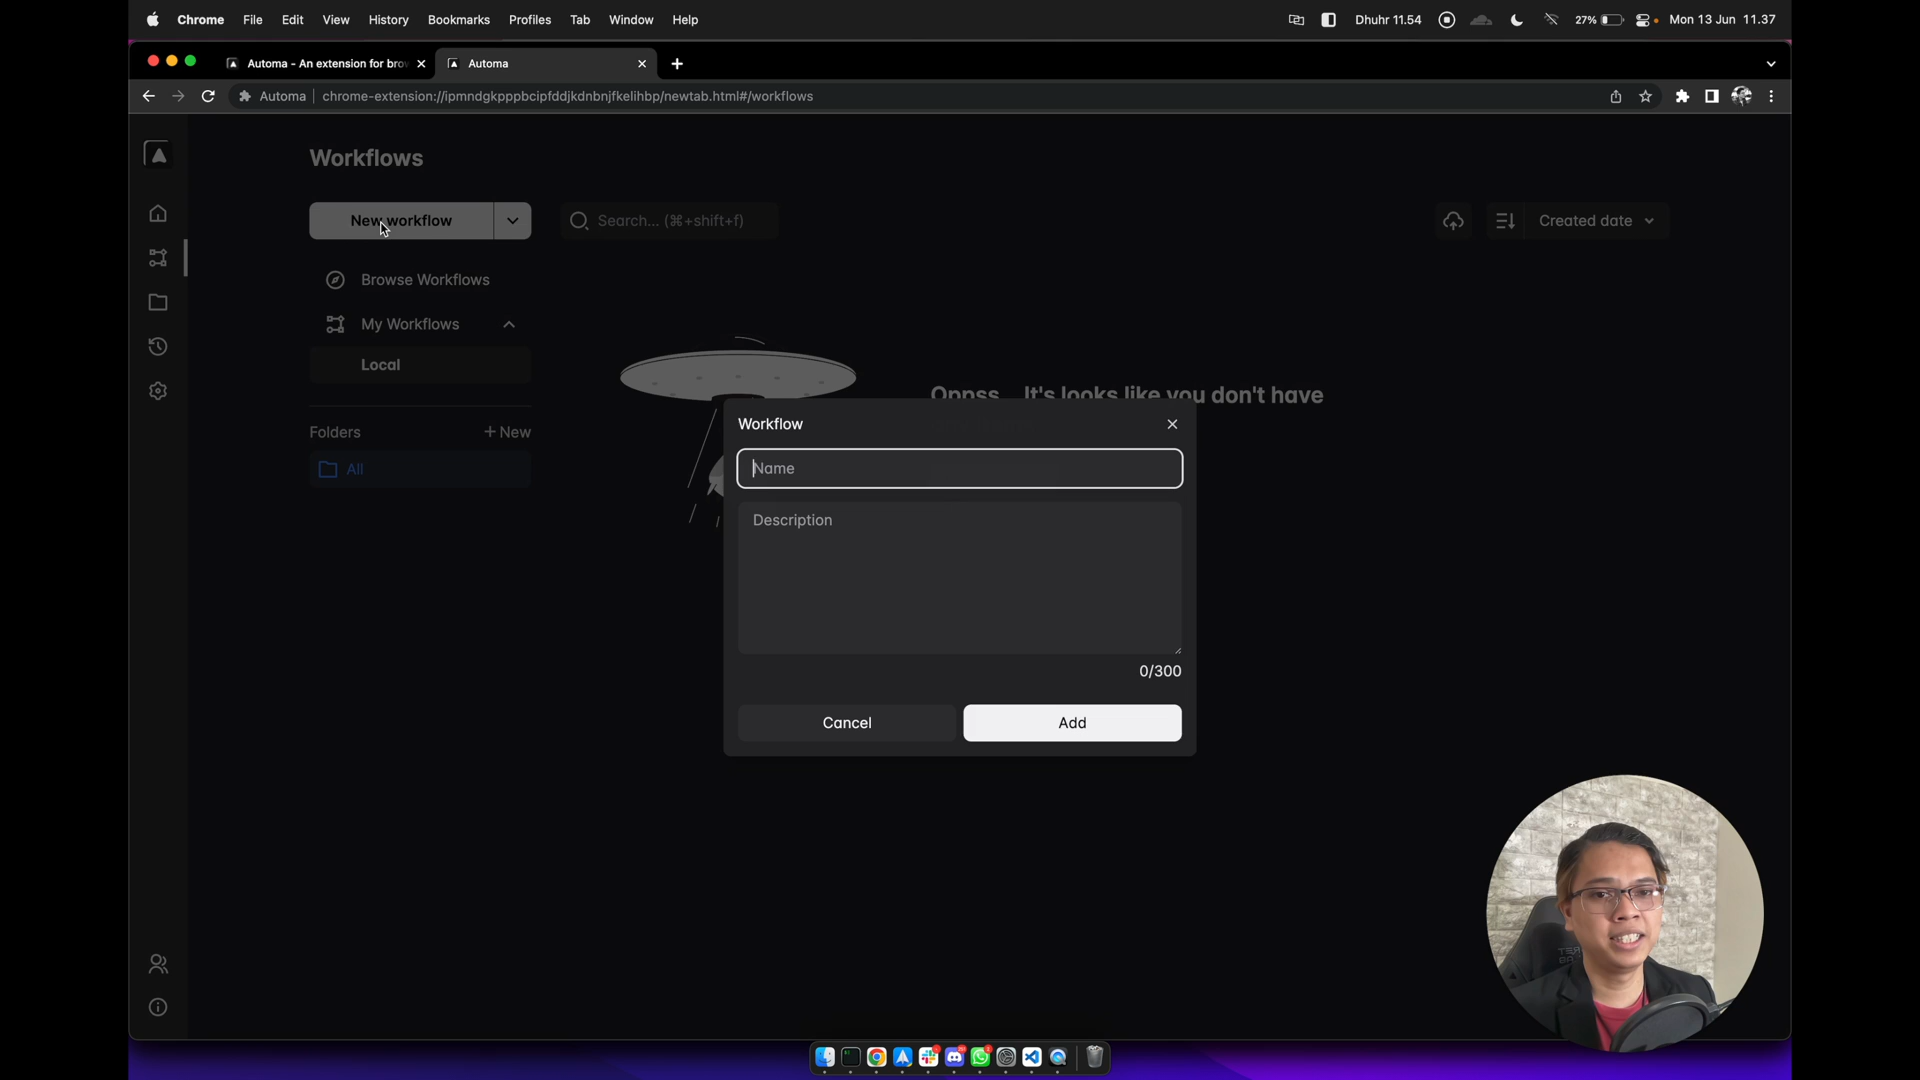 Chrome File Edit View History Bookmarks Profiles Tab Window Help
Dhuhr 11.54 27% Mon 13 Jun 11.37
Automa - An extension for bro
Automa
Automa chrome-extension://ipmndgkpppbcipfddjkdnbnjfkelihbp/newtab.html#/workflows
Workflows
New workflow
Search... (⌘+shift+f)
Created date
Browse Workflows
My Workflows
Local
Oppss... It's looks like you don't have
Folders
+ New
All
Workflow
Name
Description
0/300
Cancel
Add